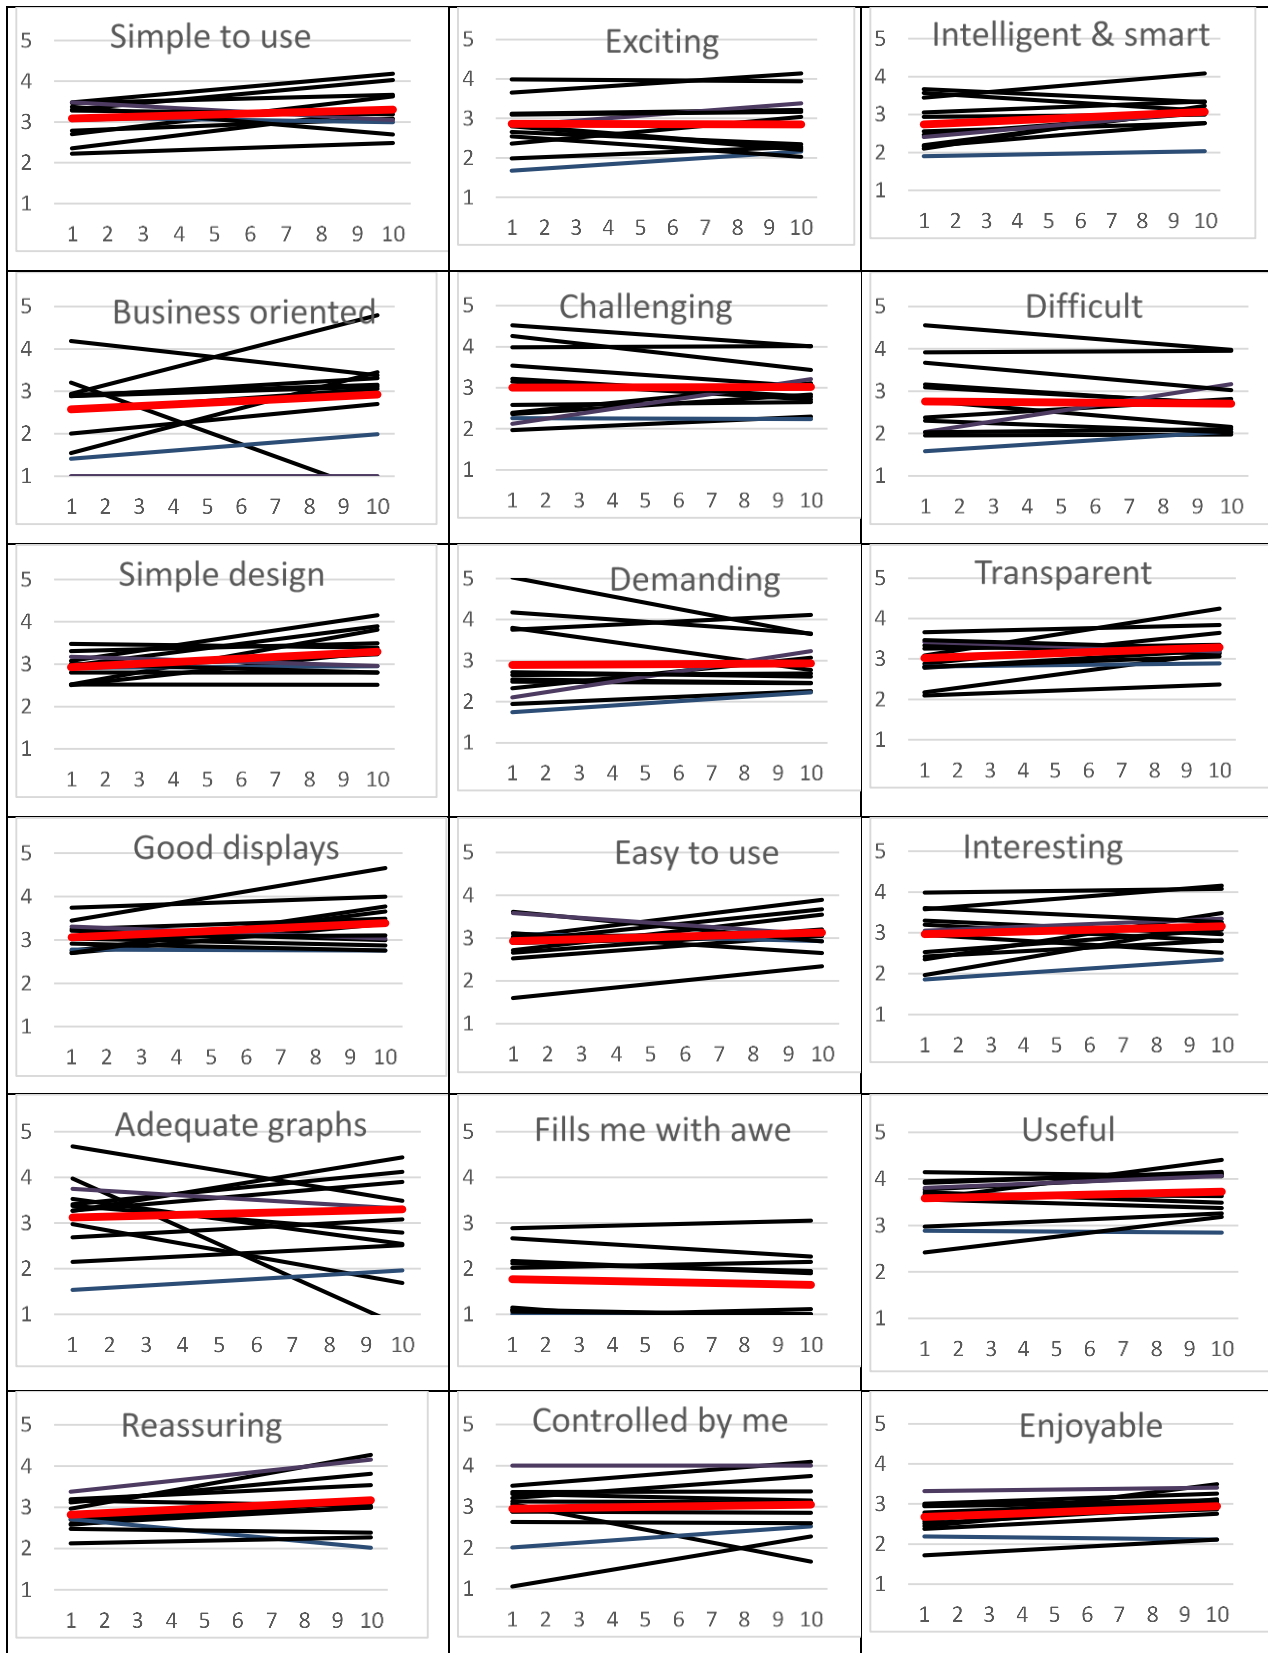 Simple to use
5
4
3
2
1
1 2 3 4 5 6 7 8 9 10
Exciting
5
4
3
2
1
1 2 3 4 5 6 7 8 9 10
Intelligent & smart
5
4
3
2
1
1 2 3 4 5 6 7 8 9 10
Business oriented
5
4
3
2
1
1 2 3 4 5 6 7 8 9 10
Challenging
5
4
3
2
1
1 2 3 4 5 6 7 8 9 10
Difficult
5
4
3
2
1
1 2 3 4 5 6 7 8 9 10
Simple design
5
4
3
2
1
1 2 3 4 5 6 7 8 9 10
Demanding
5
4
3
2
1
1 2 3 4 5 6 7 8 9 10
Transparent
5
4
3
2
1
1 2 3 4 5 6 7 8 9 10
Good displays
5
4
3
2
1
1 2 3 4 5 6 7 8 9 10
Easy to use
5
4
3
2
1
1 2 3 4 5 6 7 8 9 10
Interesting
5
4
3
2
1
1 2 3 4 5 6 7 8 9 10
Adequate graphs
5
4
3
2
1
1 2 3 4 5 6 7 8 9 10
Fills me with awe
5
4
3
2
1
1 2 3 4 5 6 7 8 9 10
Useful
5
4
3
2
1
1 2 3 4 5 6 7 8 9 10
Reassuring
5
4
3
2
1
1 2 3 4 5 6 7 8 9 10
Controlled by me
5
4
3
2
1
1 2 3 4 5 6 7 8 9 10
Enjoyable
5
4
3
2
1
1 2 3 4 5 6 7 8 9 10